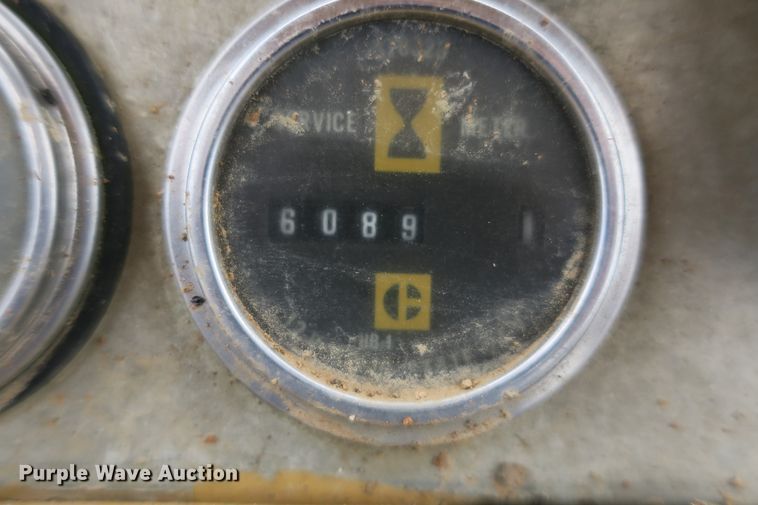 SERVICE METER
6089 1
Purple Wave Auction